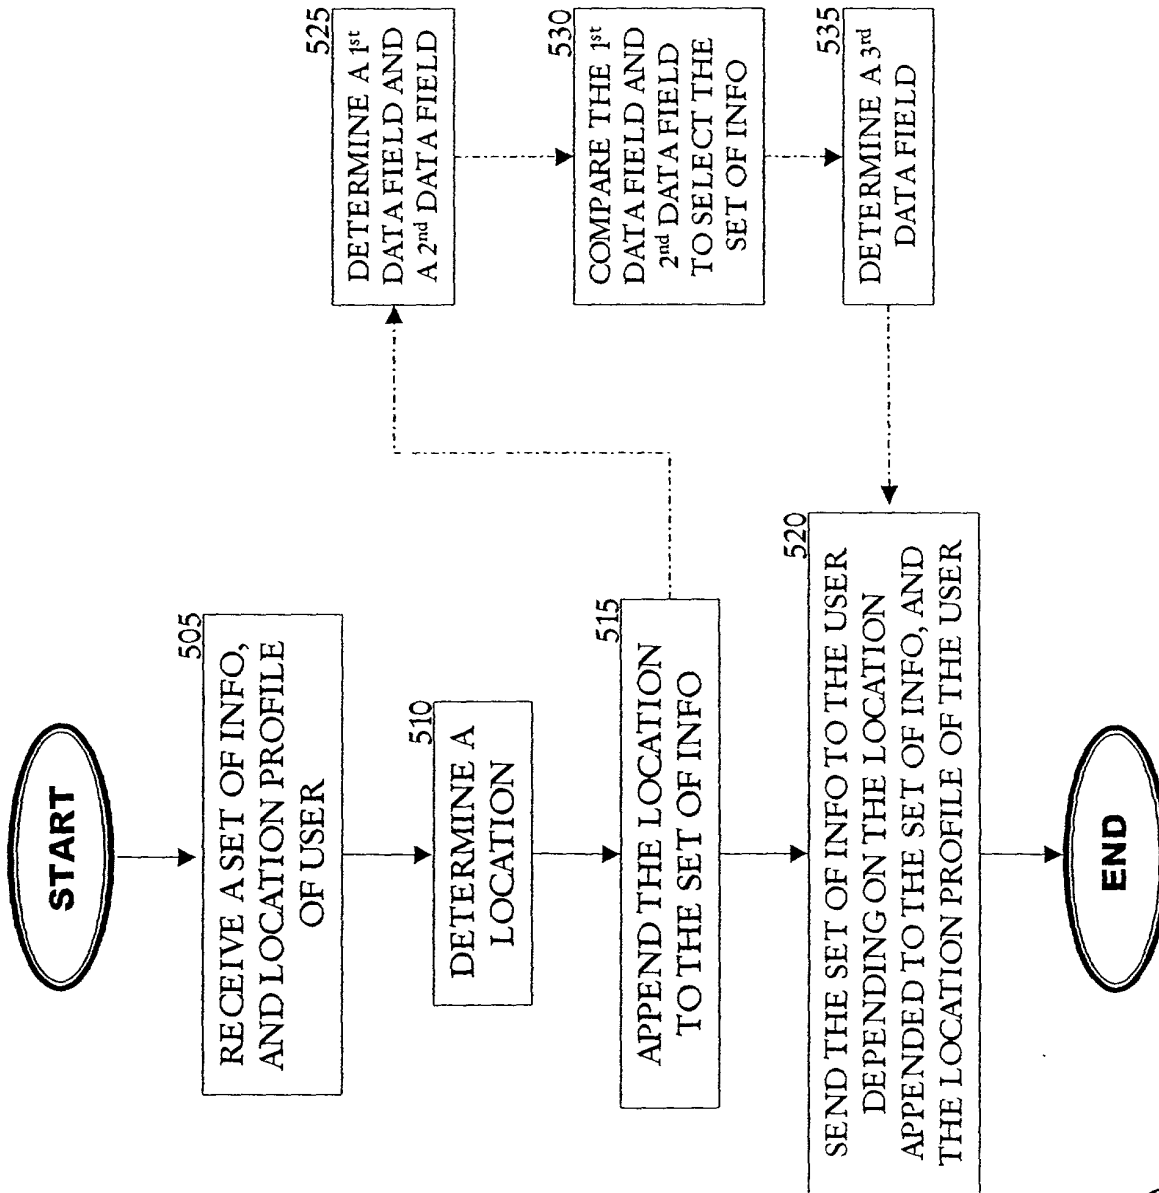 START
505
RECEIVE A SET OF INFO,
AND LOCATION PROFILE
OF USER
510
DETERMINE A
LOCATION
515
APPEND THE LOCATION
TO THE SET OF INFO
520
SEND THE SET OF INFO TO THE USER
DEPENDING ON THE LOCATION
APPENDED TO THE SET OF INFO, AND
THE LOCATION PROFILE OF THE USER
END
525
DETERMINE A 1st
DATA FIELD AND
A 2nd DATA FIELD
530
COMPARE THE 1st
DATA FIELD AND
2nd DATA FIELD
TO SELECT THE
SET OF INFO
535
DETERMINE A 3rd
DATA FIELD